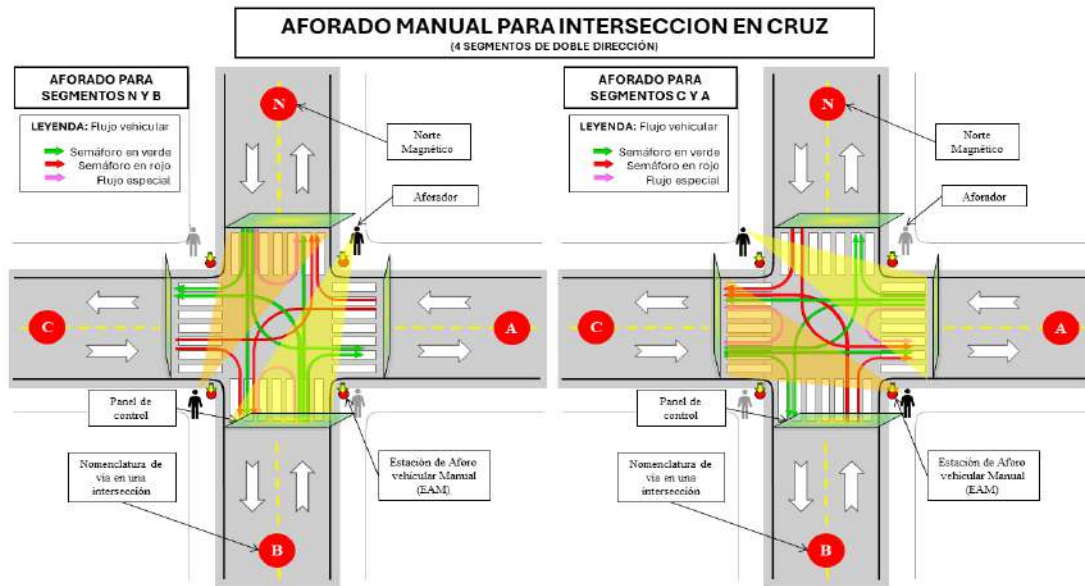 AFORADO MANUAL PARA INTERSECCION EN CRUZ
(4 SEGMENTOS DE DOBLE DIRECCIÓN)
AFORADO PARA
SEGMENTOS N Y B
LEYENDA: Flujo vehicular
Semáforo en verde
Semáforo en rojo
Flujo especial
N
Norte
Magnético
Aforador
C
A
Panel de
control
Nomenclatura de
vía en una
intersección
Estación de Aforo
vehicular Manual
(EAM)
B
AFORADO PARA
SEGMENTOS C Y A
LEYENDA: Flujo vehicular
Semáforo en verde
Semáforo en rojo
Flujo especial
N
Norte
Magnético
Aforador
C
A
Panel de
control
Nomenclatura de
vía en una
intersección
Estación de Aforo
vehicular Manual
(EAM)
B